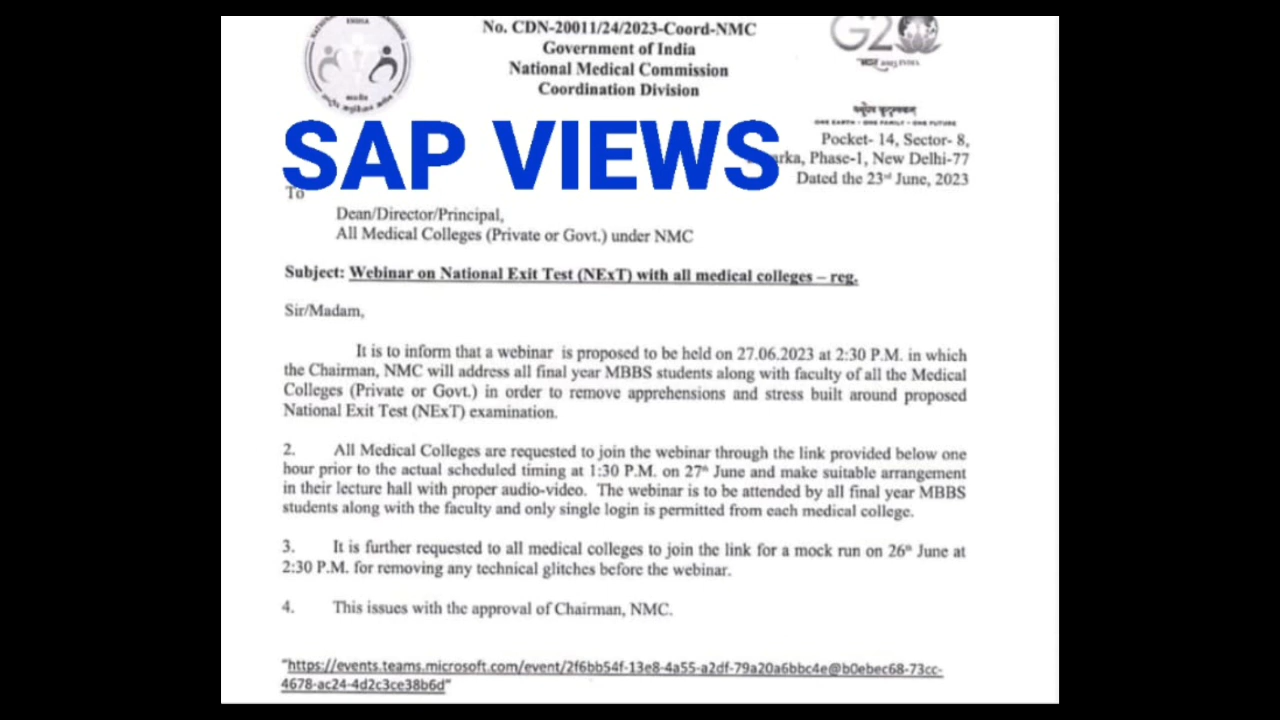 INDIA
No. CDN-20011/24/2023-Coord-NMC
Government of India
National Medical Commission
Coordination Division
G20
ONE EARTH • ONE FAMILY • ONE FUTURE
Pocket- 14, Sector- 8,
SAP VIEWS
Phase-1, New Delhi-77
Dated the 23rd June, 2023
To
Dean/Director/Principal,
All Medical Colleges (Private or Govt.) under NMC
Subject: Webinar on National Exit Test (NExT) with all medical colleges – reg.
Sir/Madam,
It is to inform that a webinar is proposed to be held on 27.06.2023 at 2:30 P.M. in which
the Chairman, NMC will address all final year MBBS students along with faculty of all the Medical
Colleges (Private or Govt.) in order to remove apprehensions and stress built around proposed
National Exit Test (NExT) examination.
2. All Medical Colleges are requested to join the webinar through the link provided below one
hour prior to the actual scheduled timing at 1:30 P.M. on 27th June and make suitable arrangement
in their lecture hall with proper audio-video. The webinar is to be attended by all final year MBBS
students along with the faculty and only single login is permitted from each medical college.
3. It is further requested to all medical colleges to join the link for a mock run on 26th June at
2:30 P.M. for removing any technical glitches before the webinar.
4. This issues with the approval of Chairman, NMC.
"https://events.teams.microsoft.com/event/2f6bb54f-13e8-4a55-a2df-79a20a6bbc4e@b0ebec68-73cc-
4678-ac24-4d2c3ce38b6d"